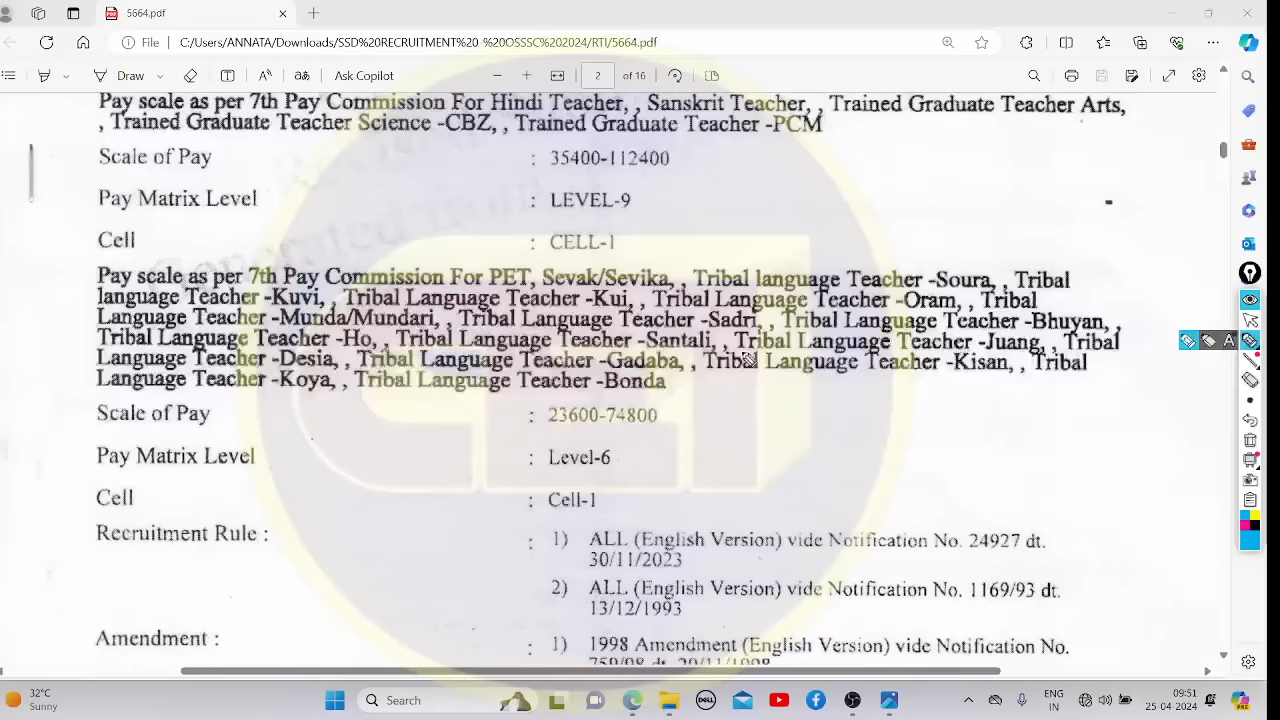 5664.pdf
File
C:/Users/ANNATA/Downloads/SSD%20RECRUITMENT%20-%20OSSSC%202024/RTI/5664.pdf
Draw
Ask Copilot
2 of 16
Pay scale as per 7th Pay Commission For Hindi Teacher, , Sanskrit Teacher, , Trained Graduate Teacher Arts,
, Trained Graduate Teacher Science -CBZ, , Trained Graduate Teacher -PCM
Scale of Pay : 35400-112400
Pay Matrix Level : LEVEL-9
Cell : CELL-1
Pay scale as per 7th Pay Commission For PET, Sevak/Sevika, , Tribal language Teacher -Soura, , Tribal
language Teacher -Kuvi, , Tribal Language Teacher -Kui, , Tribal Language Teacher -Oram, , Tribal
Language Teacher -Munda/Mundari, , Tribal Language Teacher -Sadri, , Tribal Language Teacher -Bhuyan, ,
Tribal Language Teacher -Ho, , Tribal Language Teacher -Santali, , Tribal Language Teacher -Juang, , Tribal
Language Teacher -Desia, , Tribal Language Teacher -Gadaba, , Tribal Language Teacher -Kisan, , Tribal
Language Teacher -Koya, , Tribal Language Teacher -Bonda
Scale of Pay : 23600-74800
Pay Matrix Level : Level-6
Cell : Cell-1
Recruitment Rule : : 1) ALL (English Version) vide Notification No. 24927 dt.
30/11/2023
2) ALL (English Version) vide Notification No. 1169/93 dt.
13/12/1993
Amendment : : 1) 1998 Amendment (English Version) vide Notification No.
759/98 dt. 20/11/1998
32°C
Sunny
Search
DELL
ENG
IN
09:51
25-04-2024